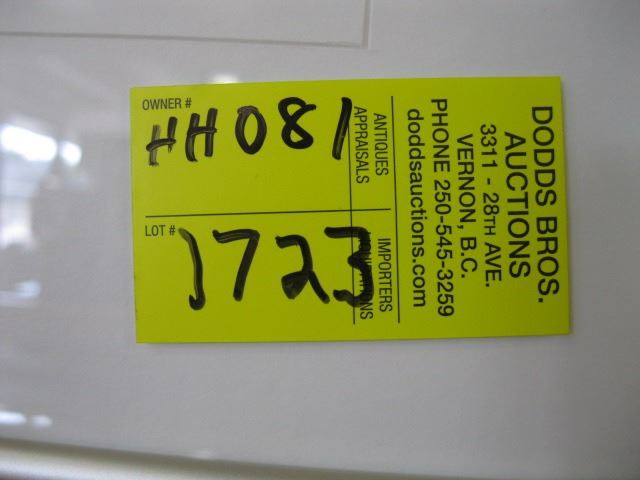 DODDS BROS.
AUCTIONS
3311 - 28TH AVE.
VERNON, B.C.
PHONE 250-545-3259
doddsauctions.com
ANTIQUES IMPORTERS
APPRAISALS LIQUIDATIONS
OWNER #
HH081
LOT #
1723